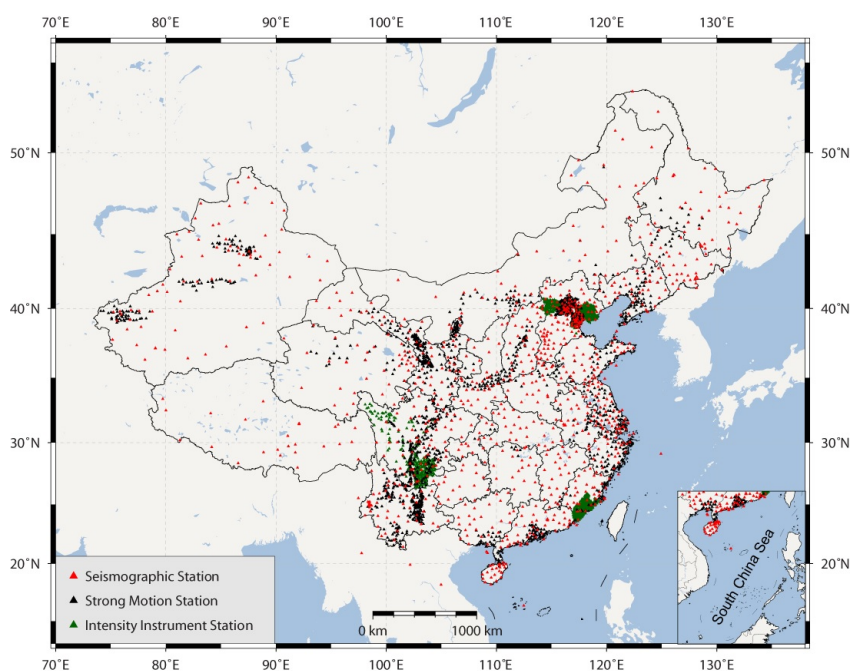 70°E 80°E 90°E 100°E 110°E 120°E 130°E
50°N 50°N
40°N 40°N
30°N 30°N
20°N 20°N
Seismographic Station
Strong Motion Station
Intensity Instrument Station
0 km 1000 km
South China Sea
70°E 80°E 90°E 100°E 110°E 120°E 130°E